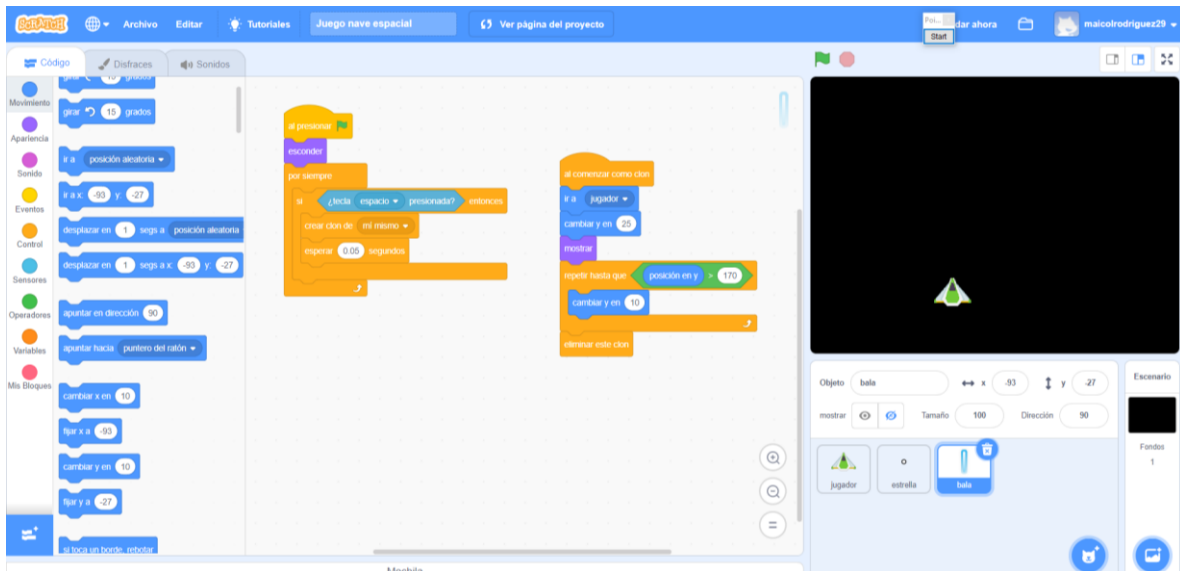 SCRATCH
Archivo
Editar
Tutoriales
Juego nave espacial
Ver página del proyecto
Poi...
dar ahora
Start
maicolrodriguez29
Código
Disfraces
Sonidos
Movimiento
Apariencia
Sonido
Eventos
Control
Sensores
Operadores
Variables
Mis Bloques
girar 15 grados
girar 15 grados
ir a posición aleatoria
ir a x: -93 y: -27
desplazar en 1 segs a posición aleatoria
desplazar en 1 segs a x: -93 y: -27
apuntar en dirección 90
apuntar hacia puntero del ratón
cambiar x en 10
fijar x a -93
cambiar y en 10
fijar y a -27
si toca un borde, rebotar
al presionar
esconder
por siempre
si ¿tecla espacio presionada? entonces
crear clon de mí mismo
esperar 0.05 segundos
al comenzar como clon
ir a jugador
cambiar y en 25
mostrar
repetir hasta que posición en y > 170
cambiar y en 10
eliminar este clon
Objeto bala x -93 y -27
mostrar Tamaño 100 Dirección 90
jugador
estrella
bala
Escenario
Fondos
1
Mochila